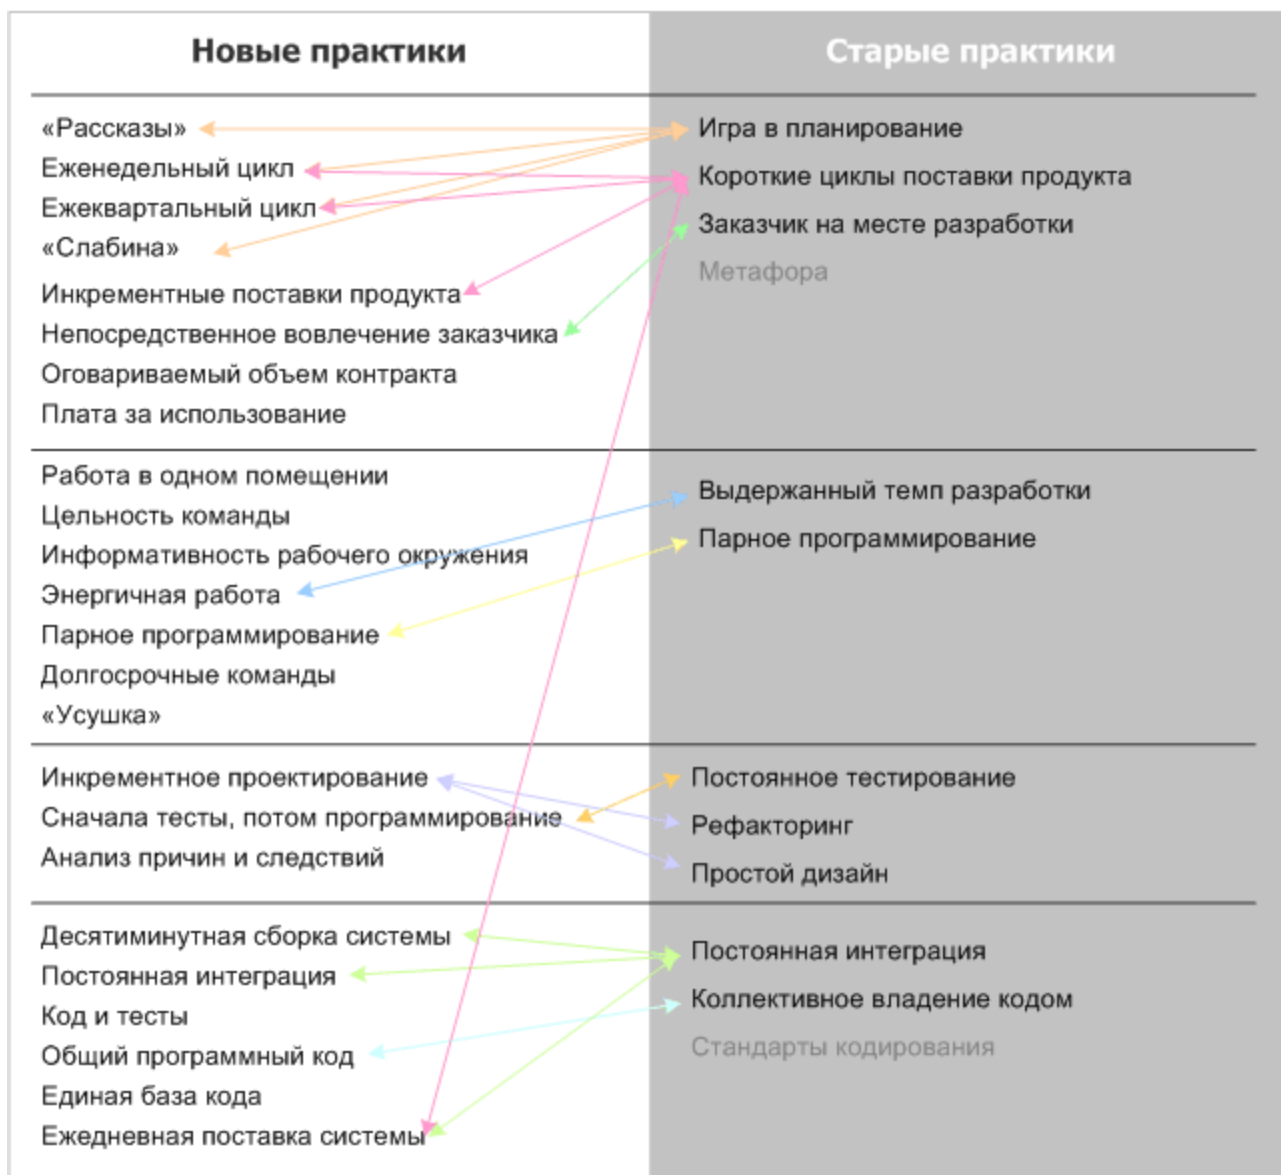 Новые практики
Старые практики
«Рассказы»
Еженедельный цикл
Ежеквартальный цикл
«Слабина»
Инкрементные поставки продукта
Непосредственное вовлечение заказчика
Оговариваемый объем контракта
Плата за использование
Игра в планирование
Короткие циклы поставки продукта
Заказчик на месте разработки
Метафора
Работа в одном помещении
Цельность команды
Информативность рабочего окружения
Энергичная работа
Парное программирование
Долгосрочные команды
«Усушка»
Выдержанный темп разработки
Парное программирование
Инкрементное проектирование
Сначала тесты, потом программирование
Анализ причин и следствий
Постоянное тестирование
Рефакторинг
Простой дизайн
Десятиминутная сборка системы
Постоянная интеграция
Код и тесты
Общий программный код
Единая база кода
Ежедневная поставка системы
Постоянная интеграция
Коллективное владение кодом
Стандарты кодирования